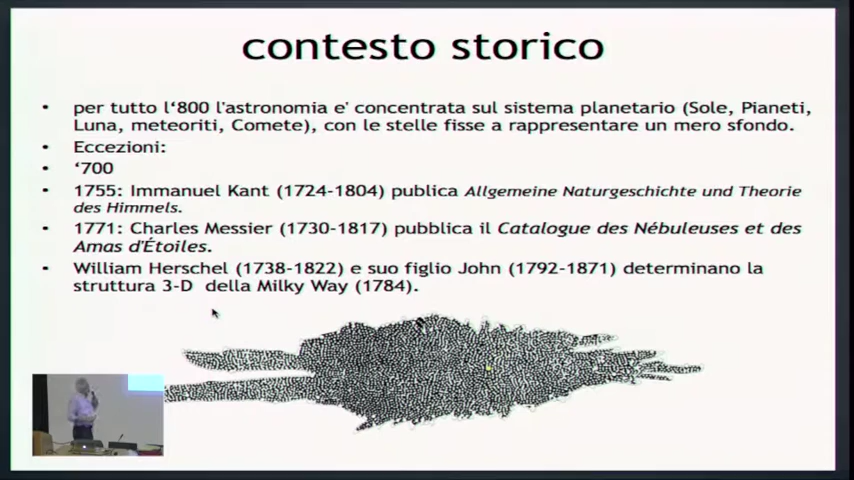 contesto storico
• per tutto l‘800 l'astronomia e' concentrata sul sistema planetario (Sole, Pianeti,
Luna, meteoriti, Comete), con le stelle fisse a rappresentare un mero sfondo.
• Eccezioni:
• ‘700
• 1755: Immanuel Kant (1724-1804) publica Allgemeine Naturgeschichte und Theorie
des Himmels.
• 1771: Charles Messier (1730-1817) pubblica il Catalogue des Nébuleuses et des
Amas d'Étoiles.
• William Herschel (1738-1822) e suo figlio John (1792-1871) determinano la
struttura 3-D della Milky Way (1784).